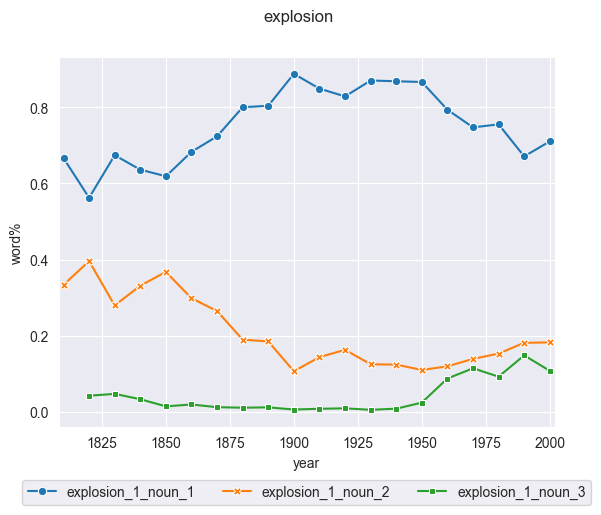 explosion
0.8
0.6
0.4
0.2
0.0
word%
1825 1850 1875 1900 1925 1950 1975 2000
year
explosion_1_noun_1 explosion_1_noun_2 explosion_1_noun_3